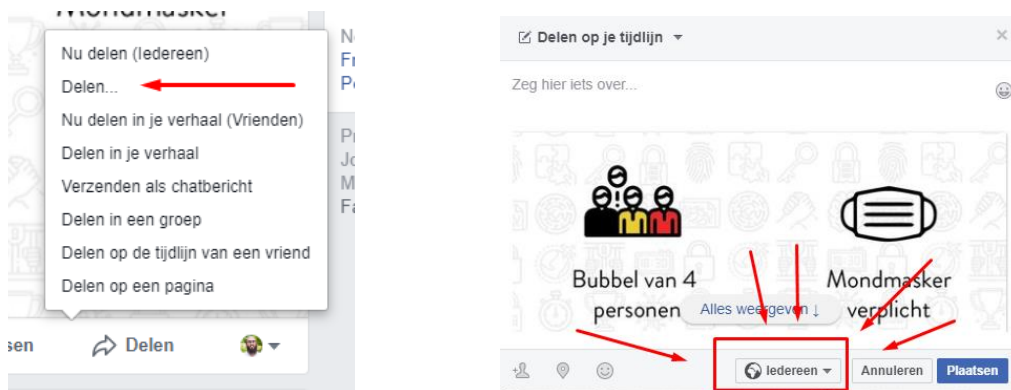 Mondmasker
Nu delen (Iedereen)
Delen...
Nu delen in je verhaal (Vrienden)
Delen in je verhaal
Verzenden als chatbericht
Delen in een groep
Delen op de tijdlijn van een vriend
Delen op een pagina
Delen
Delen op je tijdlijn
Zeg hier iets over...
Bubbel van 4
personen
Mondmasker
verplicht
Alles weergeven ↓
Iedereen
Annuleren
Plaatsen